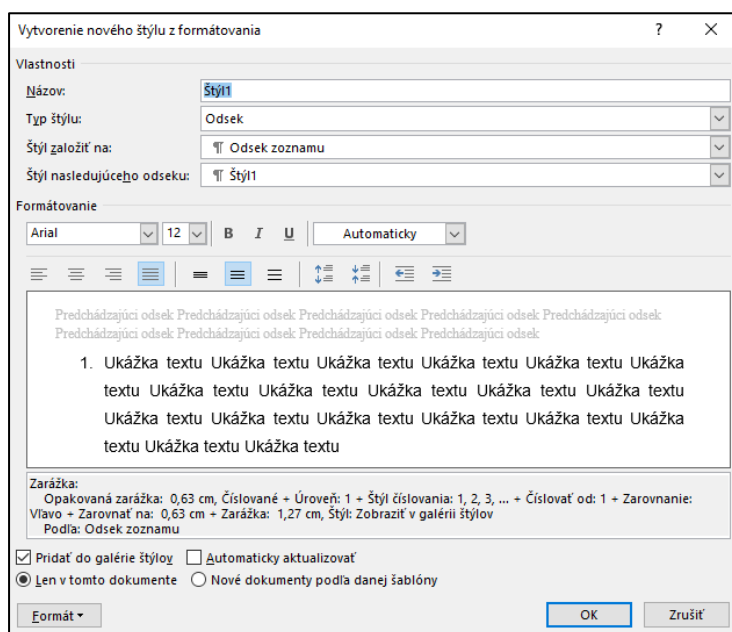 Vytvorenie nového štýlu z formátovania
Vlastnosti
Názov: Štýl1
Typ štýlu: Odsek
Štýl založiť na: ¶ Odsek zoznamu
Štýl nasledujúceho odseku: ¶ Štýl1
Formátovanie
Arial 12 B I U Automaticky
Predchádzajúci odsek Predchádzajúci odsek Predchádzajúci odsek Predchádzajúci odsek Predchádzajúci odsek
Predchádzajúci odsek Predchádzajúci odsek Predchádzajúci odsek Predchádzajúci odsek
1. Ukážka textu Ukážka textu Ukážka textu Ukážka textu Ukážka textu Ukážka
textu Ukážka textu Ukážka textu Ukážka textu Ukážka textu Ukážka textu
Ukážka textu Ukážka textu Ukážka textu Ukážka textu Ukážka textu Ukážka
textu Ukážka textu Ukážka textu
Zarážka:
Opakovaná zarážka: 0,63 cm, Číslované + Úroveň: 1 + Štýl číslovania: 1, 2, 3, ... + Číslovať od: 1 + Zarovnanie:
Vľavo + Zarovnať na: 0,63 cm + Zarážka: 1,27 cm, Štýl: Zobraziť v galérii štýlov
Podľa: Odsek zoznamu
Pridať do galérie štýlov Automaticky aktualizovať
Len v tomto dokumente Nové dokumenty podľa danej šablóny
Formát OK Zrušiť